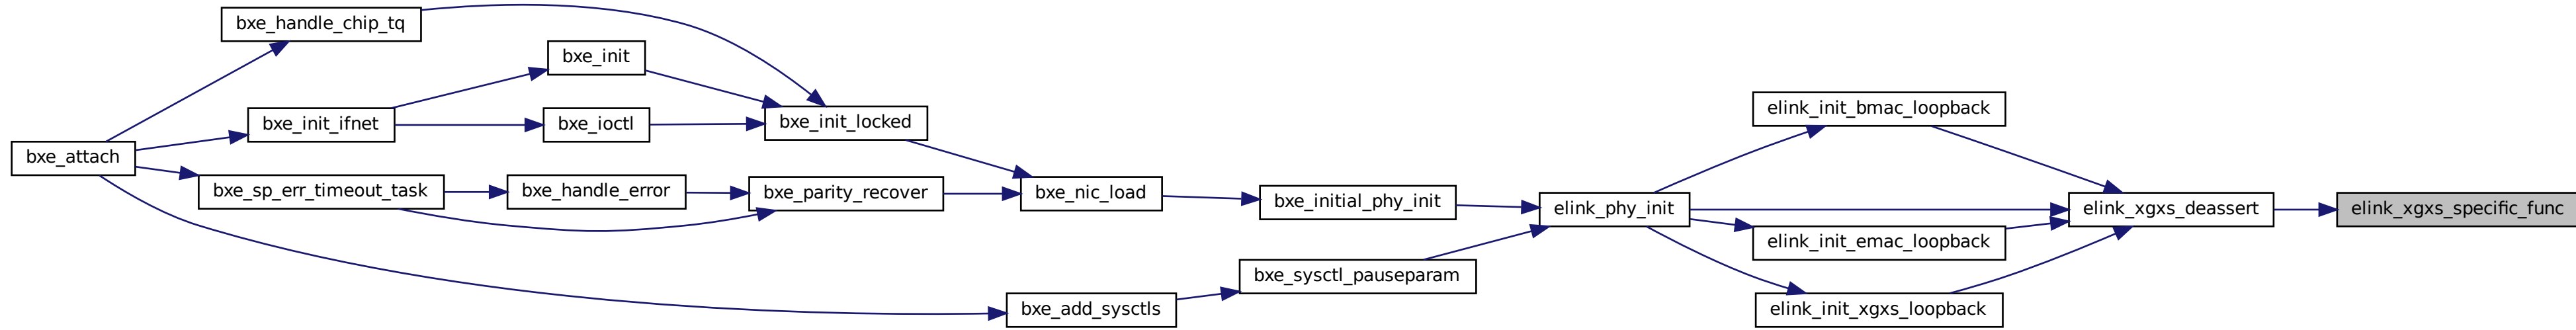 bxe_handle_chip_tq
bxe_init
bxe_init_ifnet
bxe_ioctl
bxe_init_locked
elink_init_bmac_loopback
bxe_attach
bxe_sp_err_timeout_task
bxe_handle_error
bxe_parity_recover
bxe_nic_load
bxe_initial_phy_init
elink_phy_init
elink_xgxs_deassert
elink_xgxs_specific_func
elink_init_emac_loopback
bxe_sysctl_pauseparam
bxe_add_sysctls
elink_init_xgxs_loopback